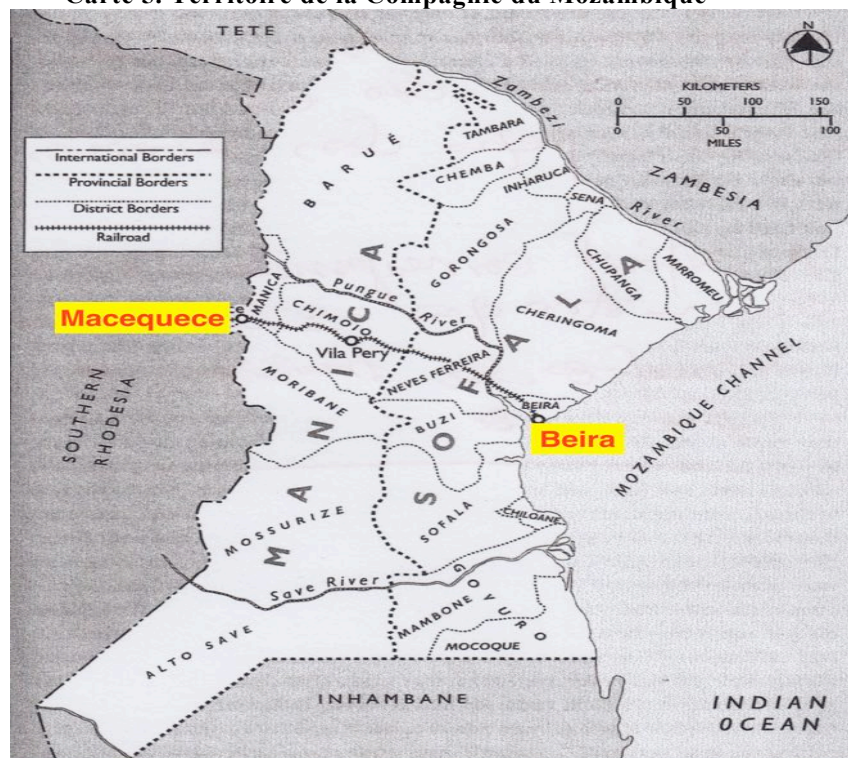 Carte 3. Territoire de la Compagnie du Mozambique
TETE
N
KILOMETERS
0 50 100 150
0 50 100
MILES
International Borders
Provincial Borders
District Borders
Railroad
Zambezi
River
ZAMBESIA
TAMBARA
BARUÉ
CHEMBA
INHARUCA
SENA
GORONGOSA
CHUPANGA
MARROMEU
CHERINGOMA
MANICA
Pungue
River
MANICA
CHIMOIO
Macequece
Vila Pery
NEVES FERREIRA
SOFALA
BEIRA
Beira
MORIBANE
BUZI
SOUTHERN
RHODESIA
MOZAMBIQUE CHANNEL
MOSSURIZE
SOFALA
CHILOANE
Save River
GOVURO
MAMBONE
MOCOQUE
ALTO SAVE
INHAMBANE
INDIAN
OCEAN